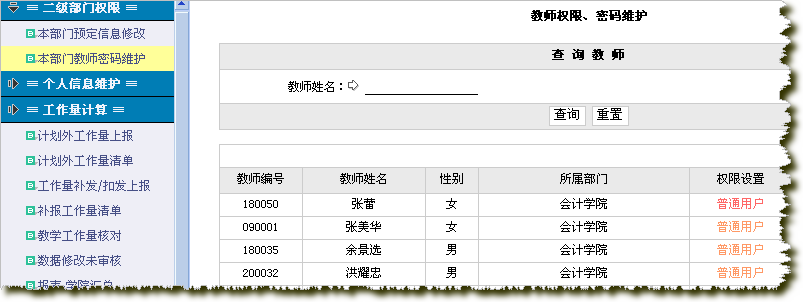 二级部门权限
本部门预定信息修改
本部门教师密码维护
个人信息维护
工作量计算
计划外工作量上报
计划外工作量清单
工作量补发/扣发上报
补报工作量清单
教学工作量核对
数据修改未审核
报表-学院汇总
教师权限、密码维护
查 询 教 师
教师姓名：
查询 重置
教师编号 教师姓名 性别 所属部门 权限设置
180050 张蕾 女 会计学院 普通用户
090001 张美华 女 会计学院 普通用户
180035 余景选 男 会计学院 普通用户
200032 洪耀忠 男 会计学院 普通用户